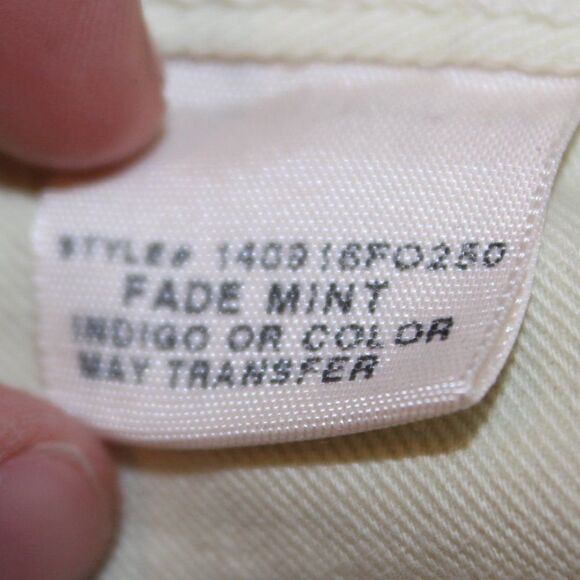 STYLE# 140916FO250
FADE MINT
INDIGO OR COLOR
MAY TRANSFER